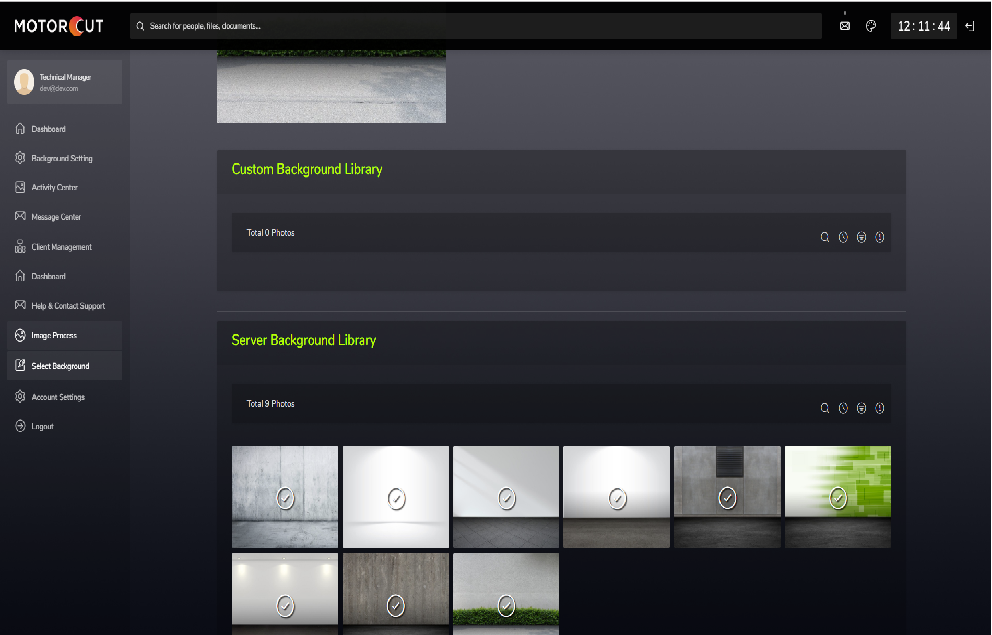 MOTORCUT
Search for people, files, documents...
12:11:44
Technical Manager
dev@dev.com
Dashboard
Background Setting
Activity Center
Message Center
Client Management
Dashboard
Help & Contact Support
Image Process
Select Background
Account Settings
Logout
Custom Background Library
Total 0 Photos
Server Background Library
Total 9 Photos